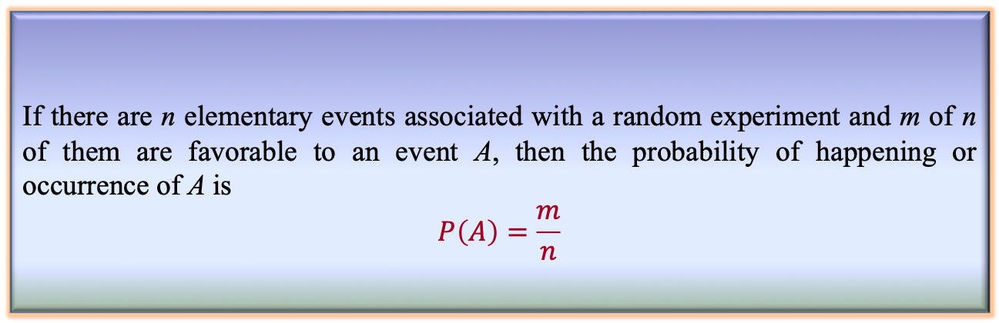 If there are n elementary events associated with a random experiment and m of n
of them are favorable to an event A, then the probability of happening or
occurrence of A is
P(A) = m/n